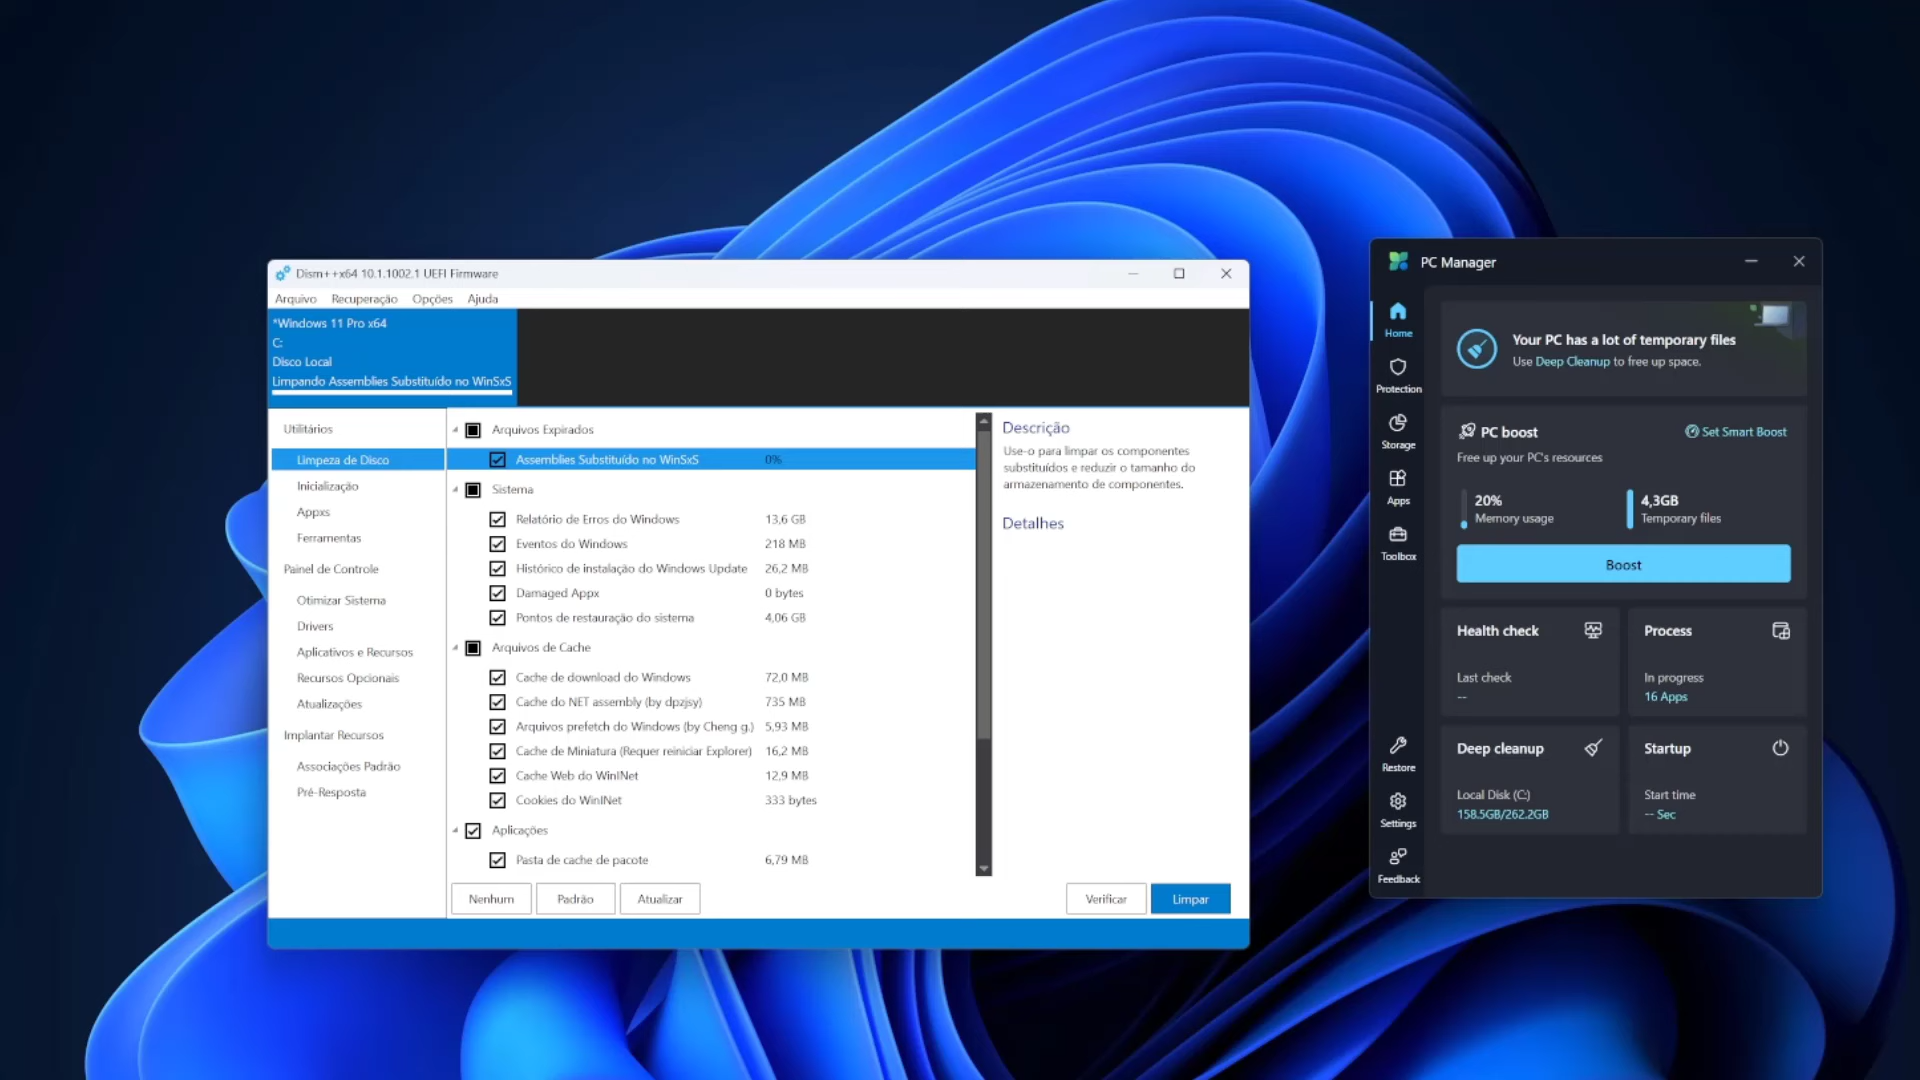 Dism++x64 10.1.1002.1 UEFI Firmware
Arquivo Recuperação Opções Ajuda
*Windows 11 Pro x64
C:
Disco Local
Limpando Assemblies Substituído no WinSxS
Utilitários
Limpeza de Disco
Inicialização
Appxs
Ferramentas
Painel de Controle
Otimizar Sistema
Drivers
Aplicativos e Recursos
Recursos Opcionais
Atualizações
Implantar Recursos
Associações Padrão
Pré-Resposta
Arquivos Expirados
Assemblies Substituído no WinSxS 0%
Sistema
Relatório de Erros do Windows 13,6 GB
Eventos do Windows 218 MB
Histórico de instalação do Windows Update 26,2 MB
Damaged Appx 0 bytes
Pontos de restauração do sistema 4,06 GB
Arquivos de Cache
Cache de download do Windows 72,0 MB
Cache do NET assembly (by dpzjsy) 735 MB
Arquivos prefetch do Windows (by Cheng g.) 5,93 MB
Cache de Miniatura (Requer reiniciar Explorer) 16,2 MB
Cache Web do WinINet 12,9 MB
Cookies do WinINet 333 bytes
Aplicações
Pasta de cache de pacote 6,79 MB
Nenhum Padrão Atualizar Verificar Limpar
Descrição
Use-o para limpar os componentes
substituídos e reduzir o tamanho do
armazenamento de componentes.
Detalhes
PC Manager
Home
Protection
Storage
Apps
Toolbox
Restore
Settings
Feedback
Your PC has a lot of temporary files
Use Deep Cleanup to free up space.
PC boost Set Smart Boost
Free up your PC's resources
20% 4,3GB
Memory usage Temporary files
Boost
Health check
Last check
--
Process
In progress
16 Apps
Deep cleanup
Local Disk (C:)
158.5GB/262.2GB
Startup
Start time
-- Sec